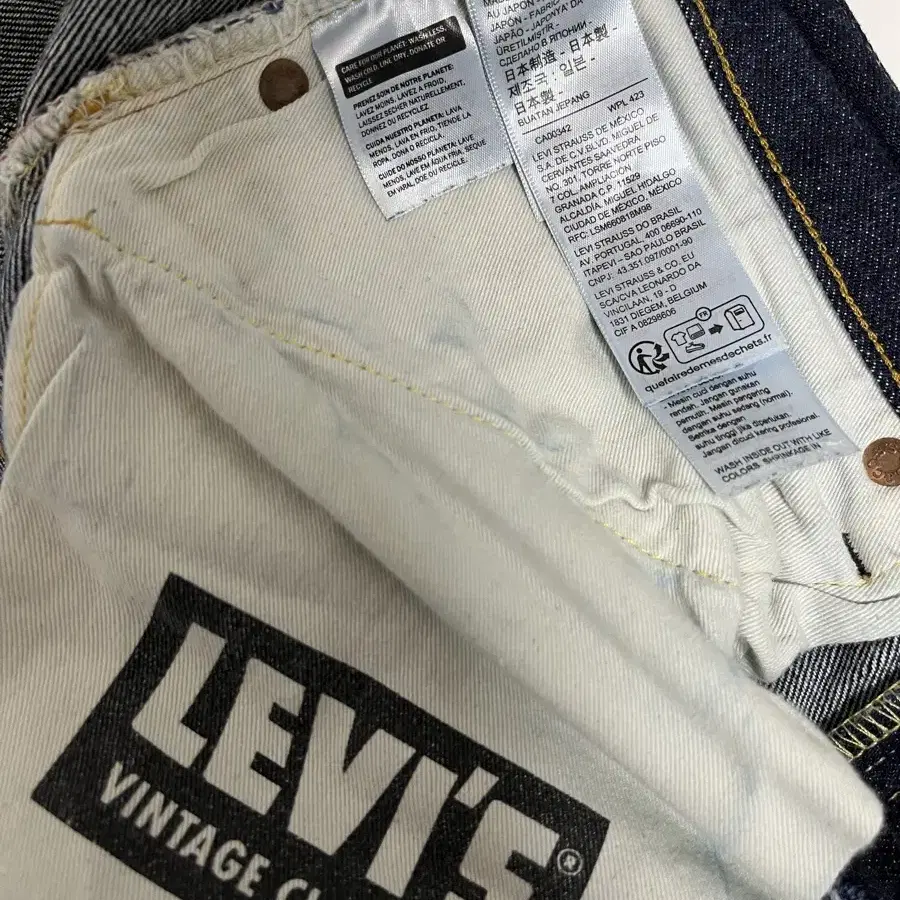 CARE FOR OUR PLANET: WASH LESS,
WASH COLD, LINE DRY, DONATE OR
RECYCLE
PRENEZ SOIN DE NOTRE PLANETE:
LAVEZ MOINS, LAVEZ A FROID,
LAISSEZ SECHER NATURELLEMENT,
DONNEZ OU RECYCLEZ
CUIDA NUESTRO PLANETA: LAVA
MENOS, LAVA EN FRIO, TIENDE LA
ROPA, DONA O RECICLA.
CUIDE DO NOSSO PLANETA: LAVE
MENOS, LAVE EM ÁGUA FRIA, SEQUE
EM VARAL, DOE OU RECICLE.
AU JAPON -
JAPÓN - FABRIC
JAPÃO - JAPONYA' DA
ÜRETILMISTIR -
СДЕЛАНО В ЯПОНИИ -
日本製造 - 日本製
제조국 : 일본 -
日本製 -
BUATAN JEPANG
CA00342 WPL 423
LEVI STRAUSS DE MÉXICO
S.A. DE C.V.BLVD. MIGUEL DE
CERVANTES SAAVEDRA
NO. 301, TORRE NORTE PISO
7 COL.AMPLIACIÓN
GRANADA C.P. 11529
ALCALDÍA. MIGUEL HIDALGO
CIUDAD DE MÉXICO, MÉXICO
RFC: LSM660818M98
LEVI STRAUSS DO BRASIL
AV. PORTUGAL, 400 06690-110
ITAPEVI – SAO PAULO BRASIL
CNPJ: 43.351.097/0001-90
LEVI STRAUSS & CO. EU
SCA/CVA LEONARDO DA
VINCILAAN, 19 - D
1831 DIEGEM, BELGIUM
CIF A 08298606
FR
quefairedemesdechets.fr
- Mesin cuci dengan suhu
rendah. Jangan gunakan
pemutih. Mesin pengering
dengan suhu sedang (normal).
Setrika dengan
suhu tinggi jika diperlukan
Jangan dicuci kering profesional.
WASH INSIDE OUT WITH LIKE
COLORS. SHRINKAGE IN
LEVI'S®
VINTAGE